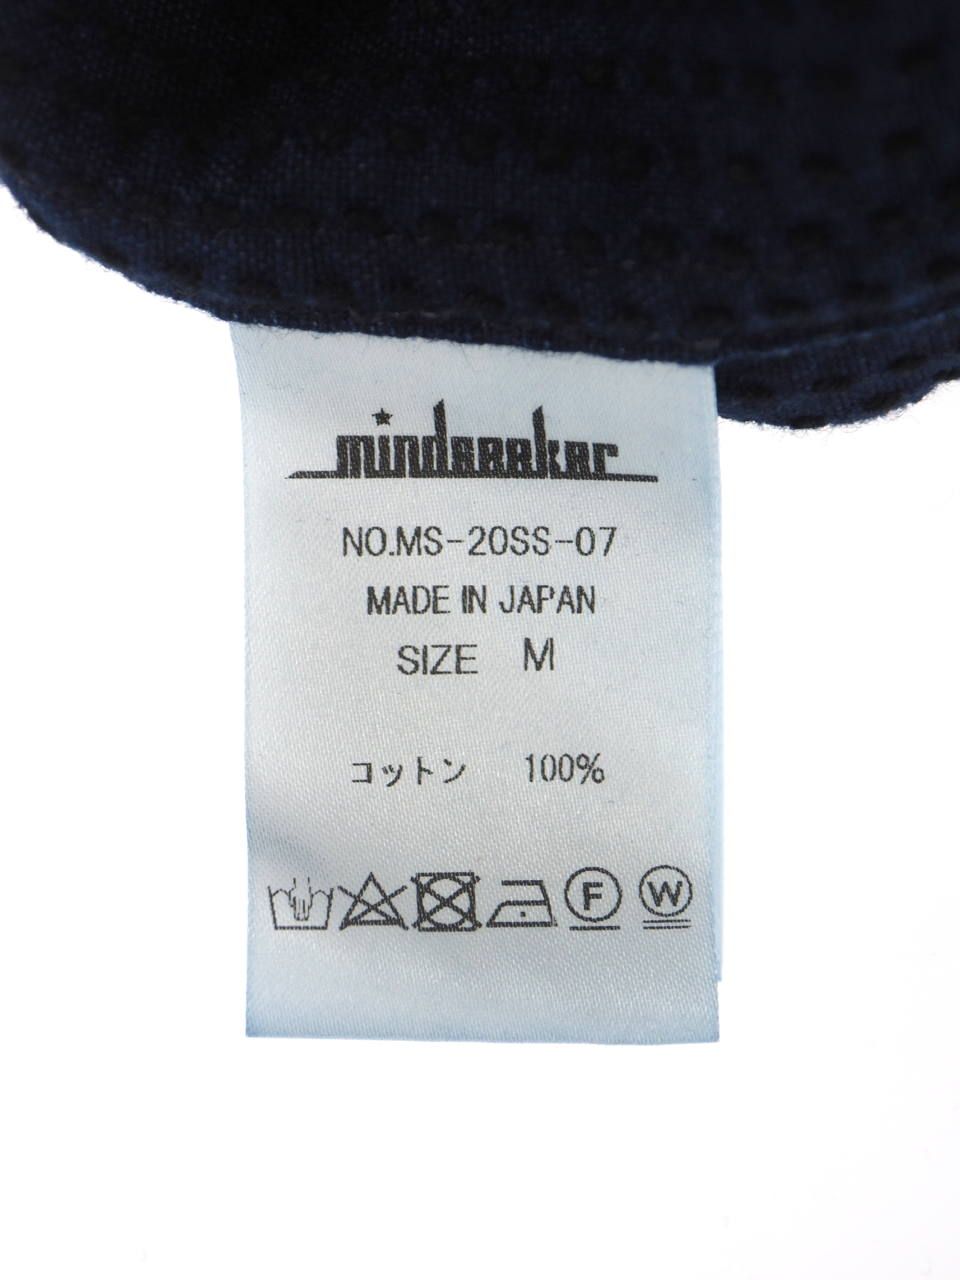 mindseeker
NO.MS-20SS-07
MADE IN JAPAN
SIZE M
コットン 100%
F W